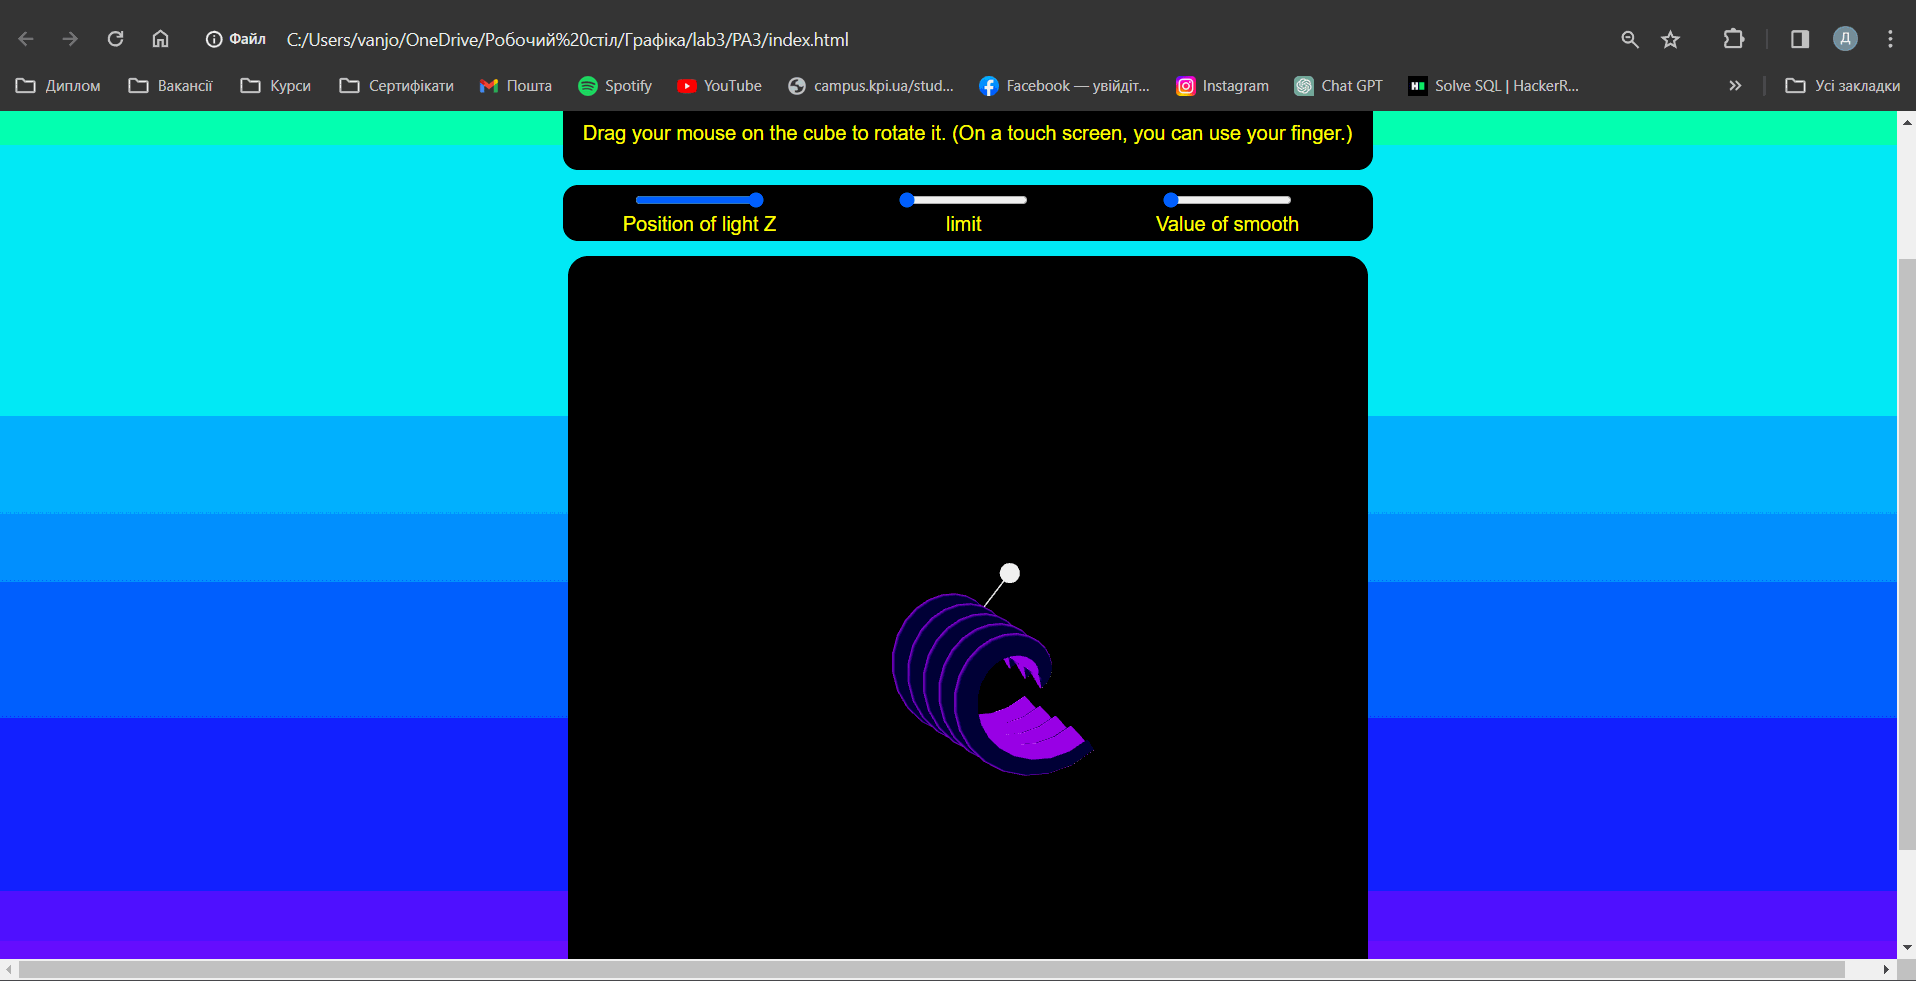 Файл C:/Users/vanjo/OneDrive/Робочий%20стіл/Графіка/lab3/PA3/index.html Д
Диплом Вакансії Курси Сертифікати Пошта Spotify YouTube campus.kpi.ua/stud... Facebook — увійдіт... Instagram Chat GPT Solve SQL | HackerR... » Усі закладки
Drag your mouse on the cube to rotate it. (On a touch screen, you can use your finger.)
Position of light Z limit Value of smooth